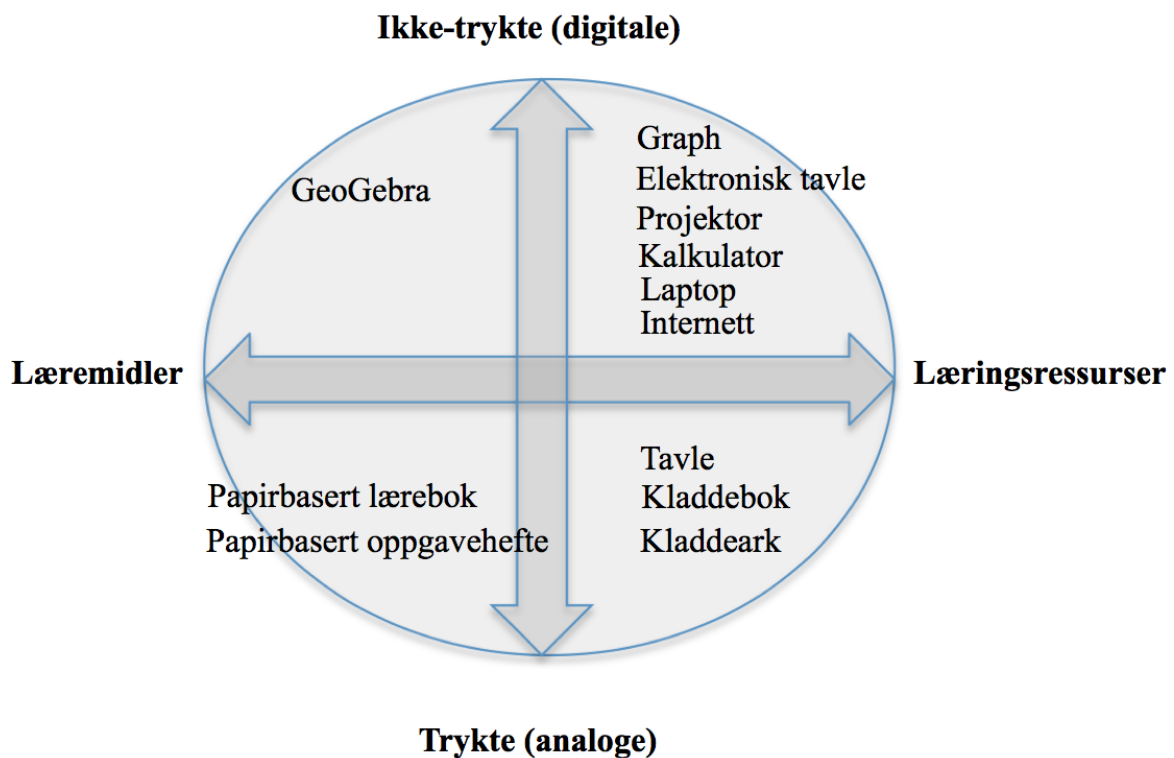 Ikke-trykte (digitale)
GeoGebra
Graph
Elektronisk tavle
Projektor
Kalkulator
Laptop
Internett
Læremidler
Læringsressurser
Papirbasert lærebok
Papirbasert oppgavehefte
Tavle
Kladdebok
Kladdeark
Trykte (analoge)